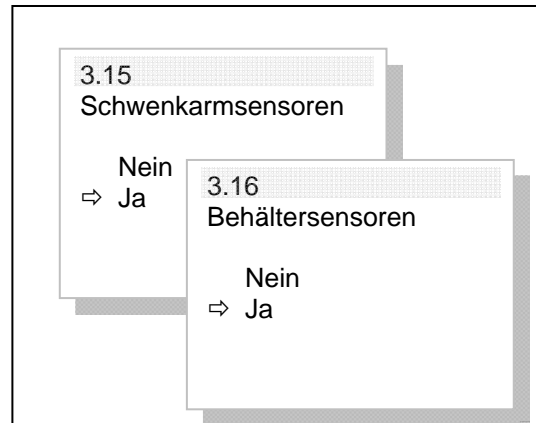 3.15
Schwenkarmsensoren
Nein
⇨ Ja
3.16
Behältersensoren
Nein
⇨ Ja